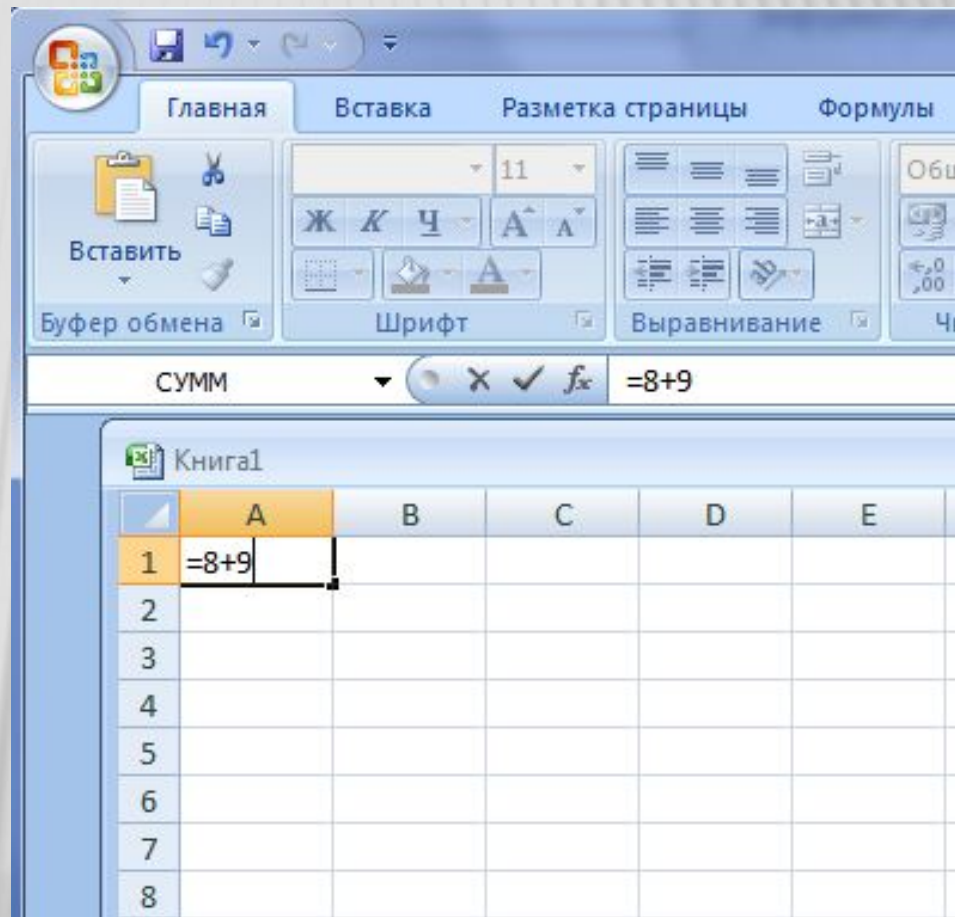 Главная Вставка Разметка страницы Формулы
11
Ж К Ч А А
Вставить А
Буфер обмена Шрифт Выравнивание
СУММ fx =8+9
Книга1
A B C D E
1 =8+9
2
3
4
5
6
7
8